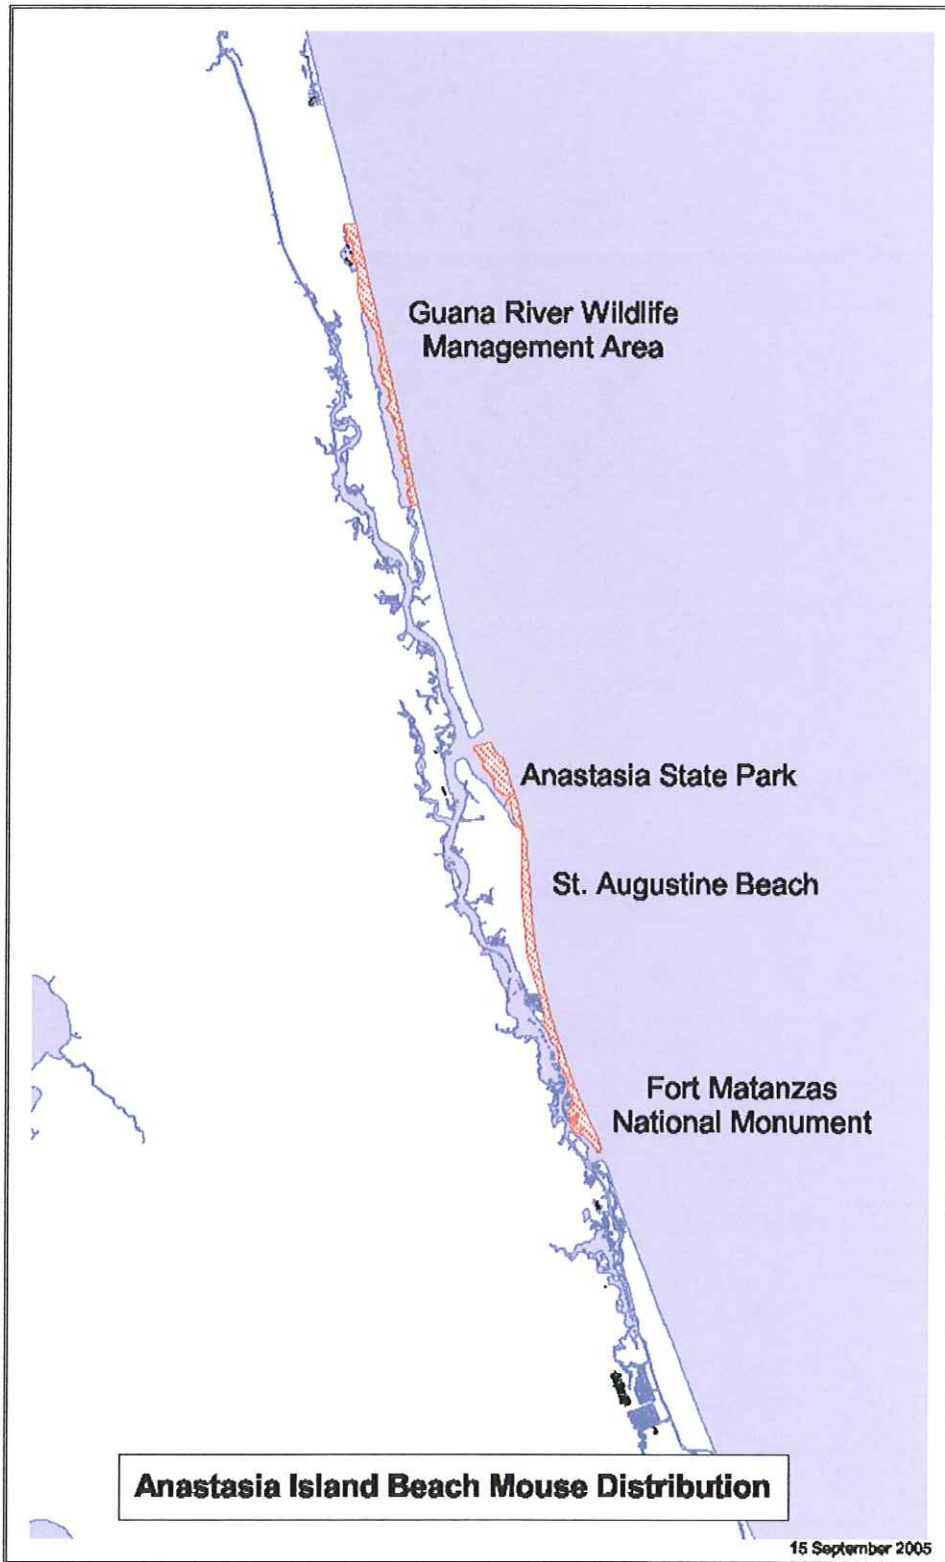 Guana River Wildlife
Management Area
Anastasia State Park
St. Augustine Beach
Fort Matanzas
National Monument
Anastasia Island Beach Mouse Distribution
15 September 2005